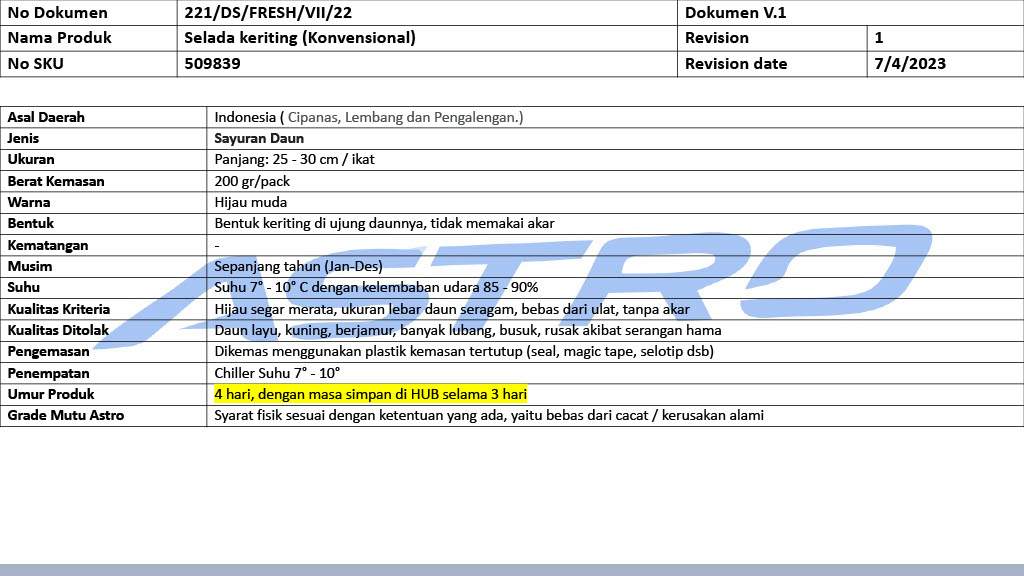 No Dokumen 221/DS/FRESH/VII/22 Dokumen V.1
Nama Produk Selada keriting (Konvensional) Revision 1
No SKU 509839 Revision date 7/4/2023
Asal Daerah Indonesia ( Cipanas, Lembang dan Pengalengan.)
Jenis Sayuran Daun
Ukuran Panjang: 25 - 30 cm / ikat
Berat Kemasan 200 gr/pack
Warna Hijau muda
Bentuk Bentuk keriting di ujung daunnya, tidak memakai akar
Kematangan -
Musim Sepanjang tahun (Jan-Des)
Suhu Suhu 7° - 10° C dengan kelembaban udara 85 - 90%
Kualitas Kriteria Hijau segar merata, ukuran lebar daun seragam, bebas dari ulat, tanpa akar
Kualitas Ditolak Daun layu, kuning, berjamur, banyak lubang, busuk, rusak akibat serangan hama
Pengemasan Dikemas menggunakan plastik kemasan tertutup (seal, magic tape, selotip dsb)
Penempatan Chiller Suhu 7° - 10°
Umur Produk 4 hari, dengan masa simpan di HUB selama 3 hari
Grade Mutu Astro Syarat fisik sesuai dengan ketentuan yang ada, yaitu bebas dari cacat / kerusakan alami
ASTRO